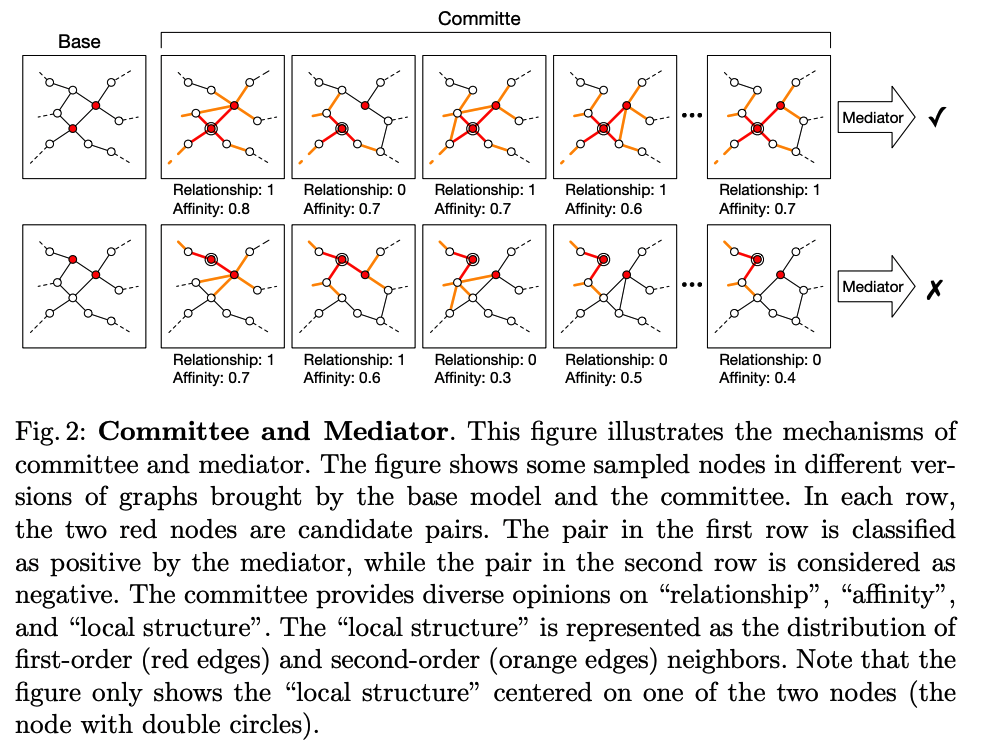 Committe
Base
Mediator
✓
Relationship: 1
Affinity: 0.8
Relationship: 0
Affinity: 0.7
Relationship: 1
Affinity: 0.7
Relationship: 1
Affinity: 0.6
Relationship: 1
Affinity: 0.7
Mediator
✗
Relationship: 1
Affinity: 0.7
Relationship: 1
Affinity: 0.6
Relationship: 0
Affinity: 0.3
Relationship: 0
Affinity: 0.5
Relationship: 0
Affinity: 0.4
Fig. 2: Committee and Mediator. This figure illustrates the mechanisms of
committee and mediator. The figure shows some sampled nodes in different ver-
sions of graphs brought by the base model and the committee. In each row,
the two red nodes are candidate pairs. The pair in the first row is classified
as positive by the mediator, while the pair in the second row is considered as
negative. The committee provides diverse opinions on “relationship”, “affinity”,
and “local structure”. The “local structure” is represented as the distribution of
first-order (red edges) and second-order (orange edges) neighbors. Note that the
figure only shows the “local structure” centered on one of the two nodes (the
node with double circles).